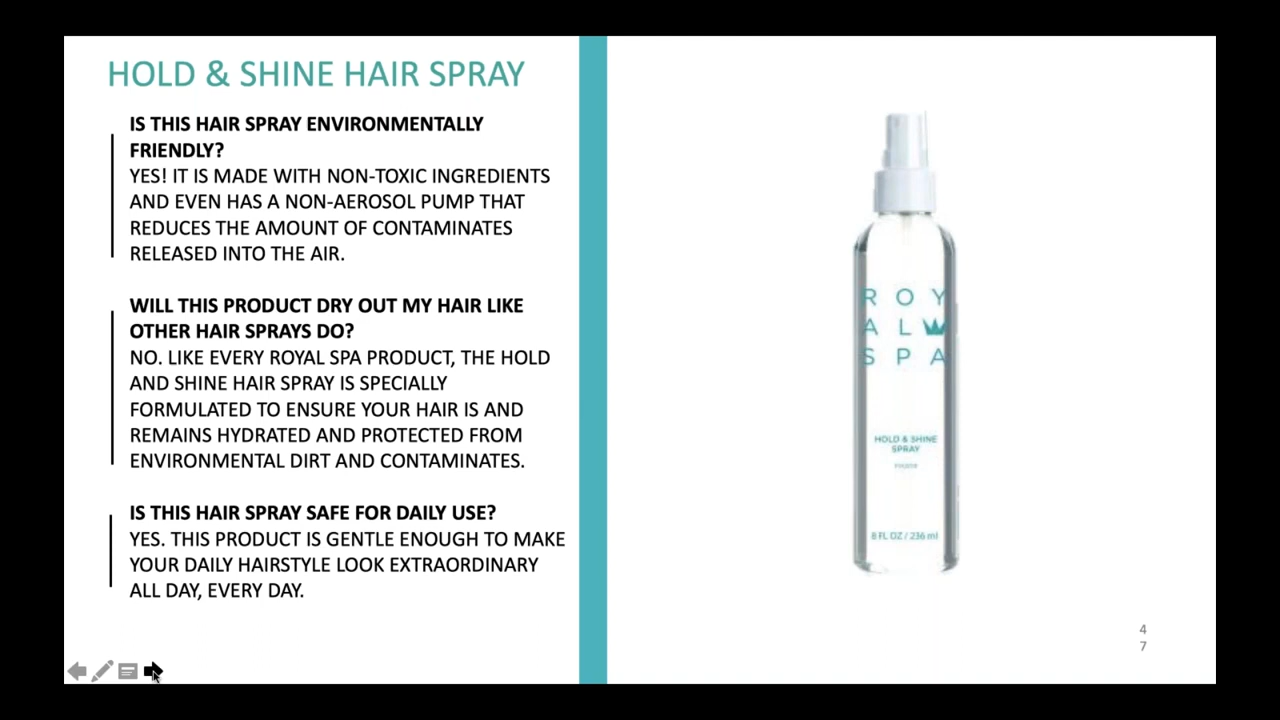 HOLD & SHINE HAIR SPRAY
IS THIS HAIR SPRAY ENVIRONMENTALLY
FRIENDLY?
YES! IT IS MADE WITH NON-TOXIC INGREDIENTS
AND EVEN HAS A NON-AEROSOL PUMP THAT
REDUCES THE AMOUNT OF CONTAMINATES
RELEASED INTO THE AIR.
WILL THIS PRODUCT DRY OUT MY HAIR LIKE
OTHER HAIR SPRAYS DO?
NO. LIKE EVERY ROYAL SPA PRODUCT, THE HOLD
AND SHINE HAIR SPRAY IS SPECIALLY
FORMULATED TO ENSURE YOUR HAIR IS AND
REMAINS HYDRATED AND PROTECTED FROM
ENVIRONMENTAL DIRT AND CONTAMINATES.
IS THIS HAIR SPRAY SAFE FOR DAILY USE?
YES. THIS PRODUCT IS GENTLE ENOUGH TO MAKE
YOUR DAILY HAIRSTYLE LOOK EXTRAORDINARY
ALL DAY, EVERY DAY.
R O Y
A L
S P A
HOLD & SHINE
SPRAY
8 FL OZ / 236 ml
4
7